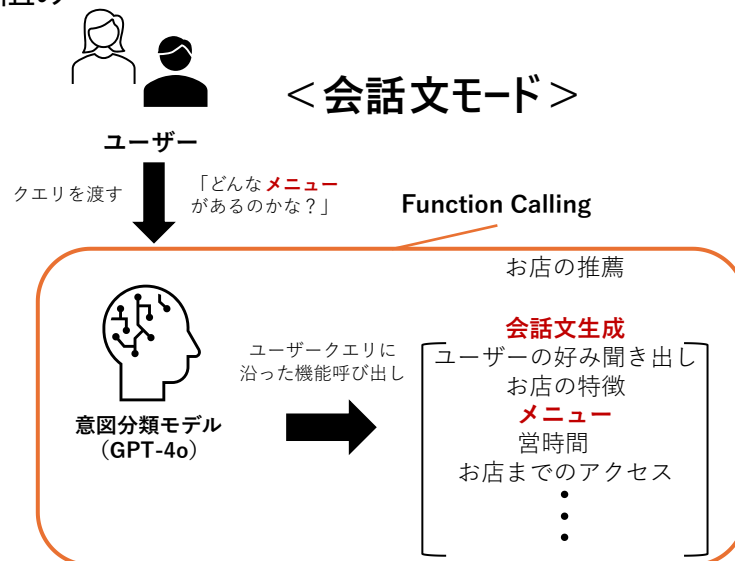 ＜会話文モード＞
ユーザー
クエリを渡す
「どんなメニュー
があるのかな？」
Function Calling
お店の推薦
会話文生成
ユーザーの好み聞き出し
お店の特徴
メニュー
営時間
お店までのアクセス
ユーザークエリに
沿った機能呼び出し
意図分類モデル
（GPT-4o）